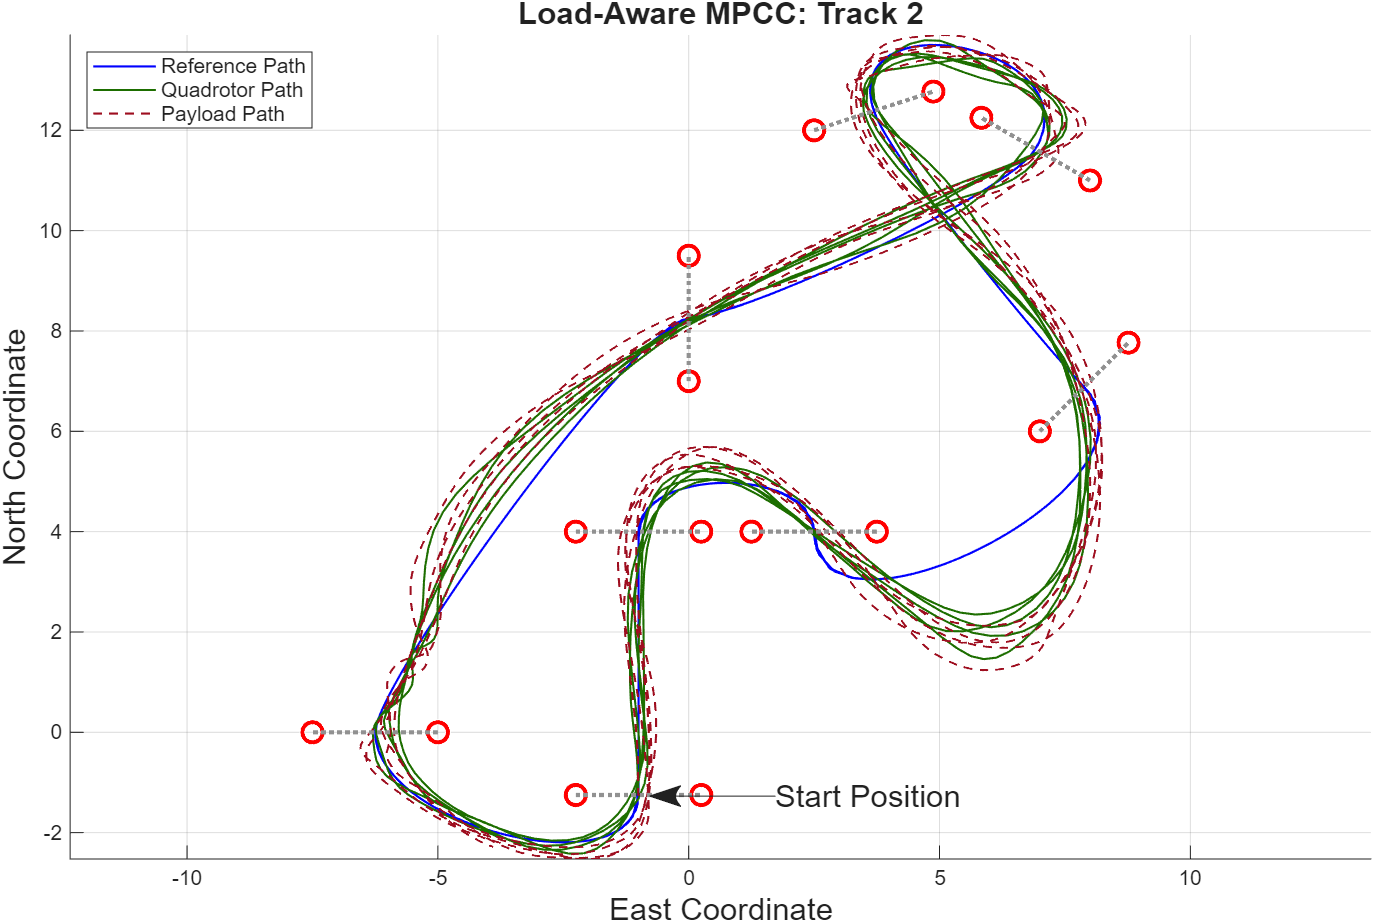 Load-Aware MPCC: Track 2
Reference Path
Quadrotor Path
Payload Path
12
10
8
6
4
2
0
-2
North Coordinate
Start Position
-10
-5
0
5
10
East Coordinate